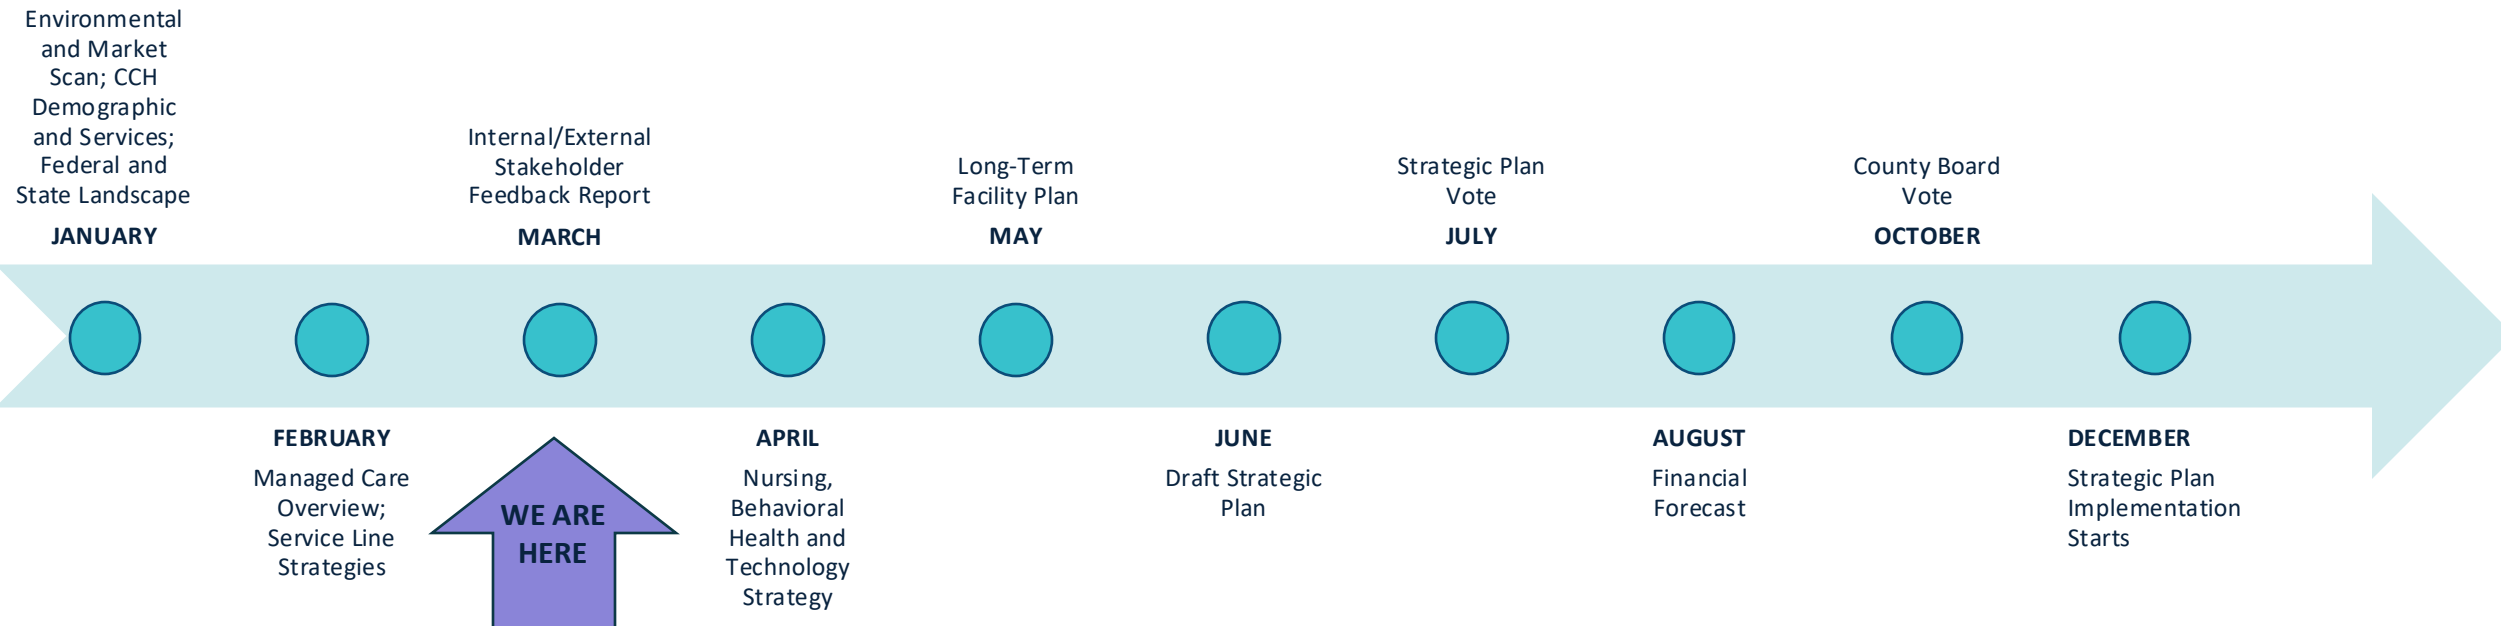 Environmental
and Market
Scan; CCH
Demographic
and Services;
Federal and
State Landscape
JANUARY
Internal/External
Stakeholder
Feedback Report
MARCH
Long-Term
Facility Plan
MAY
Strategic Plan
Vote
JULY
County Board
Vote
OCTOBER
FEBRUARY
Managed Care
Overview;
Service Line
Strategies
WE ARE
HERE
APRIL
Nursing,
Behavioral
Health and
Technology
Strategy
JUNE
Draft Strategic
Plan
AUGUST
Financial
Forecast
DECEMBER
Strategic Plan
Implementation
Starts